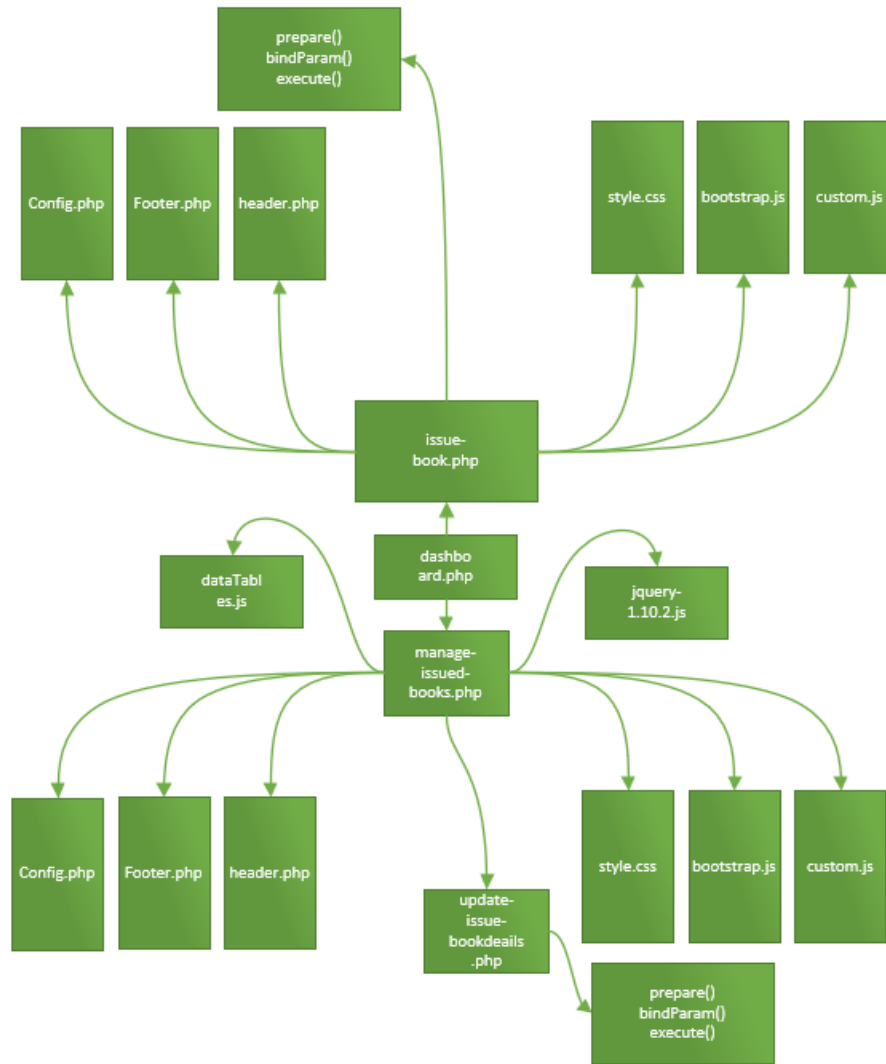 prepare()
bindParam()
execute()
Config.php
Footer.php
header.php
style.css
bootstrap.js
custom.js
issue-
book.php
dataTabl
es.js
dashbo
ard.php
jquery-
1.10.2.js
manage-
issued-
books.php
Config.php
Footer.php
header.php
style.css
bootstrap.js
custom.js
update-
issue-
bookdeails
.php
prepare()
bindParam()
execute()